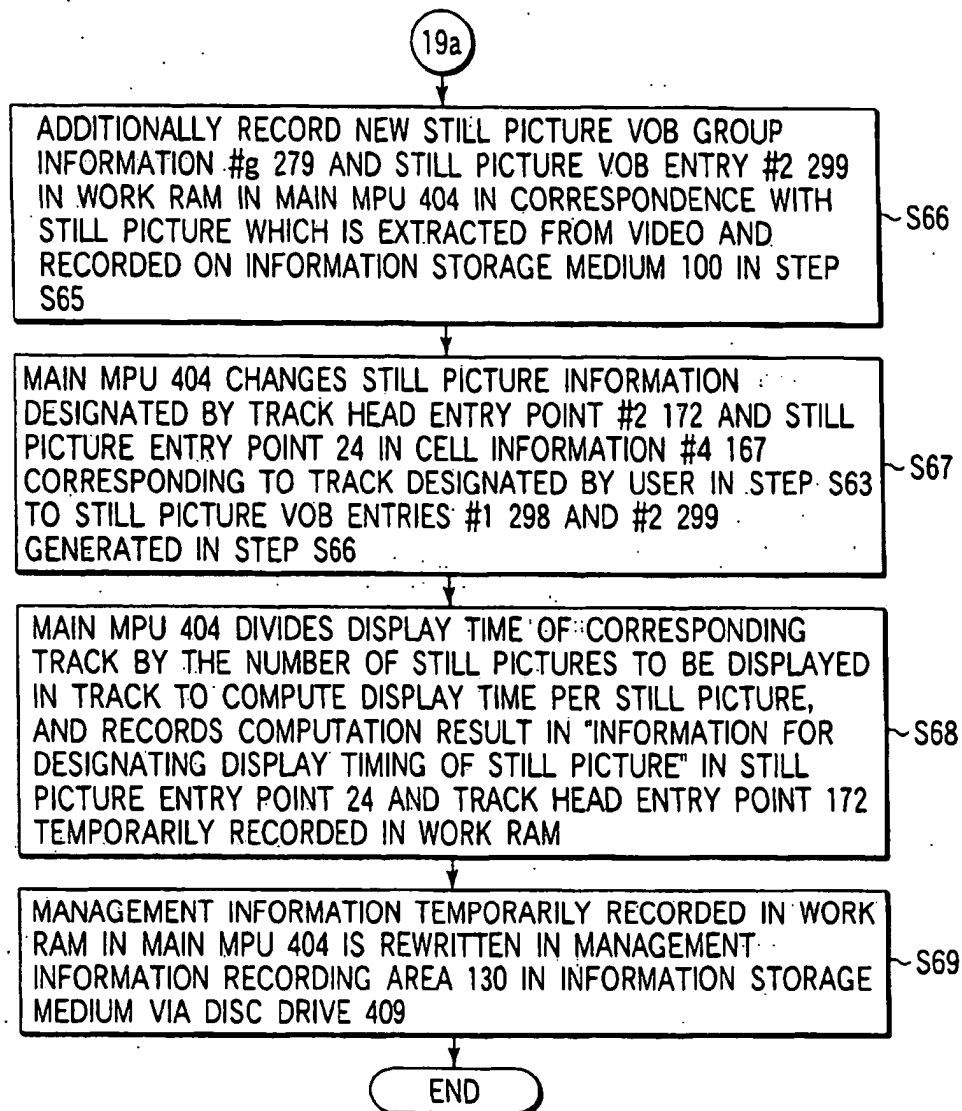 19a
ADDITIONALLY RECORD NEW STILL PICTURE VOB GROUP
INFORMATION #g 279 AND STILL PICTURE VOB ENTRY #2 299
IN WORK RAM IN MAIN MPU 404 IN CORRESPONDENCE WITH
STILL PICTURE WHICH IS EXTRACTED FROM VIDEO AND
RECORDED ON INFORMATION STORAGE MEDIUM 100 IN STEP
S65
S66
MAIN MPU 404 CHANGES STILL PICTURE INFORMATION
DESIGNATED BY TRACK HEAD ENTRY POINT #2 172 AND STILL
PICTURE ENTRY POINT 24 IN CELL INFORMATION #4 167
CORRESPONDING TO TRACK DESIGNATED BY USER IN STEP S63
TO STILL PICTURE VOB ENTRIES #1 298 AND #2 299
GENERATED IN STEP S66
S67
MAIN MPU 404 DIVIDES DISPLAY TIME OF CORRESPONDING
TRACK BY THE NUMBER OF STILL PICTURES TO BE DISPLAYED
IN TRACK TO COMPUTE DISPLAY TIME PER STILL PICTURE,
AND RECORDS COMPUTATION RESULT IN "INFORMATION FOR
DESIGNATING DISPLAY TIMING OF STILL PICTURE" IN STILL
PICTURE ENTRY POINT 24 AND TRACK HEAD ENTRY POINT 172
TEMPORARILY RECORDED IN WORK RAM
S68
MANAGEMENT INFORMATION TEMPORARILY RECORDED IN WORK
RAM IN MAIN MPU 404 IS REWRITTEN IN MANAGEMENT
INFORMATION RECORDING AREA 130 IN INFORMATION STORAGE
MEDIUM VIA DISC DRIVE 409
S69
END